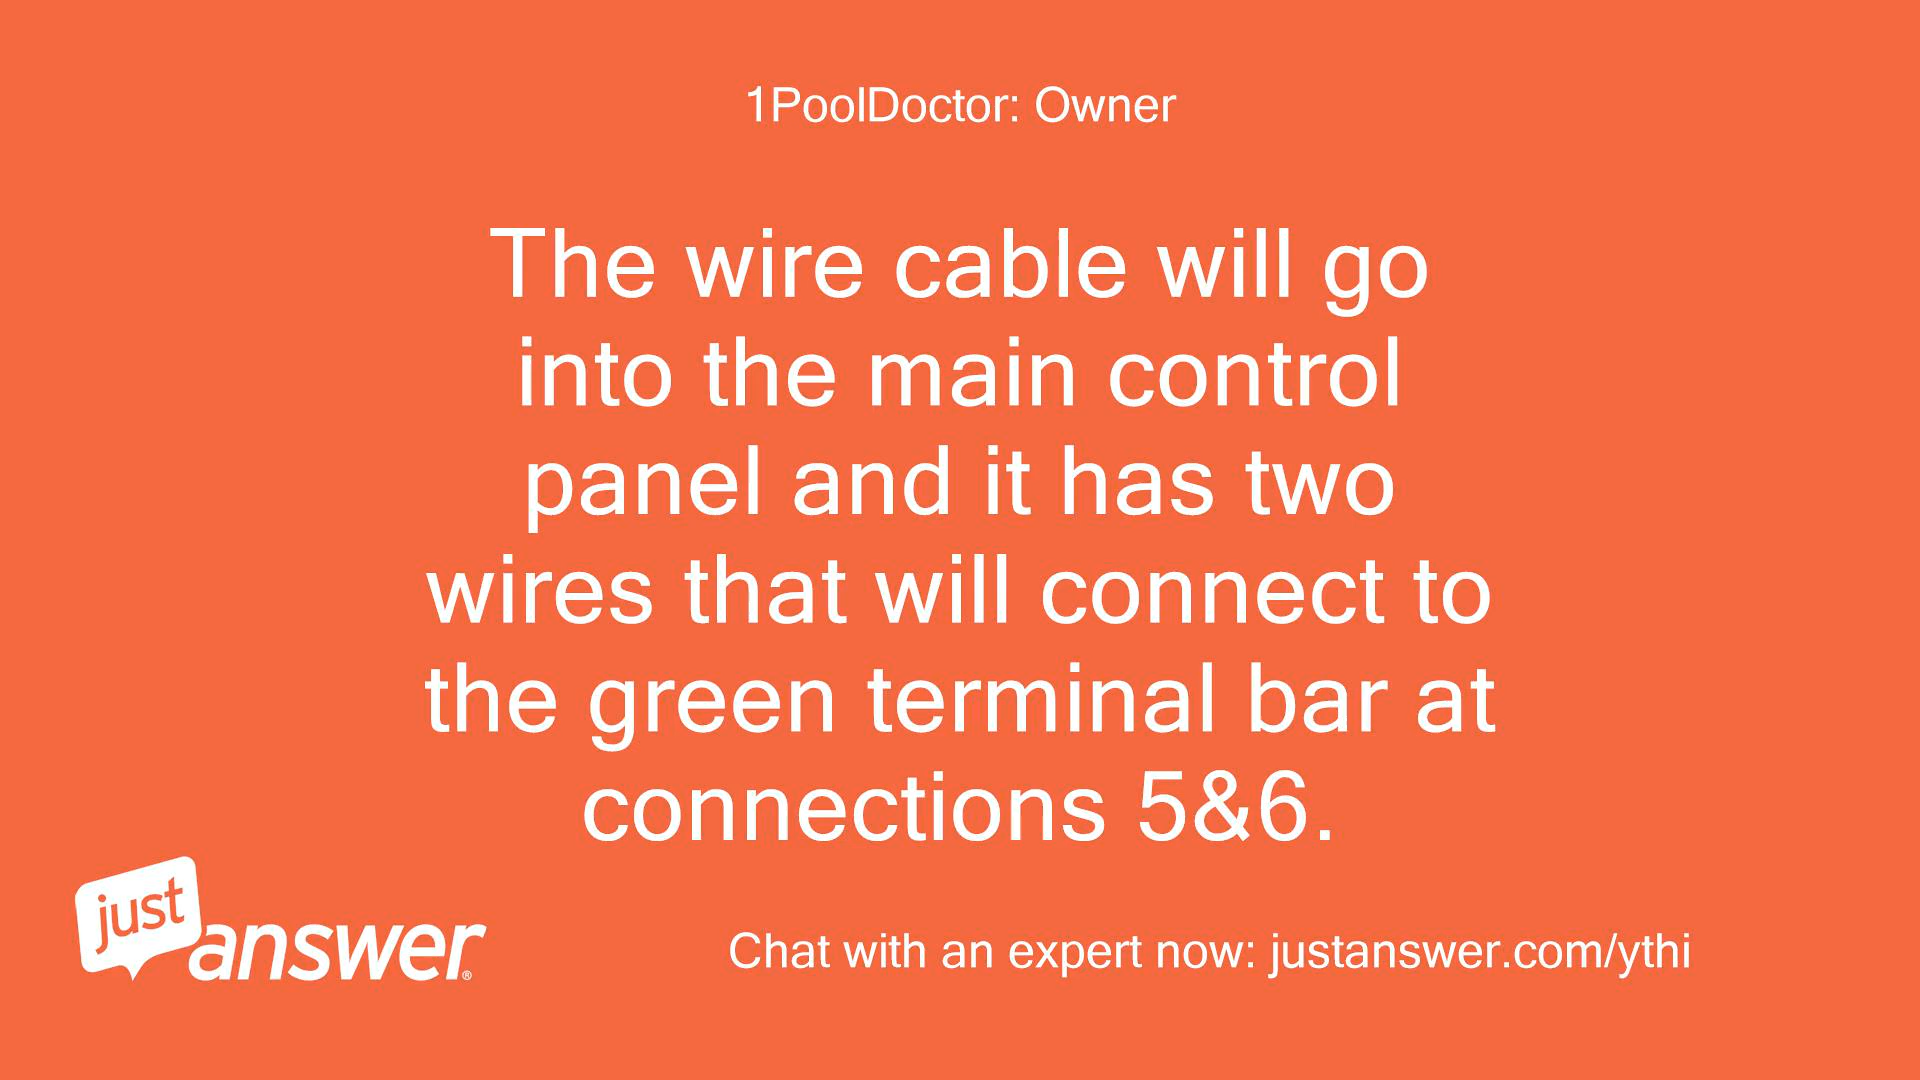 1PoolDoctor: Owner
The wire cable will go
into the main control
panel and it has two
wires that will connect to
the green terminal bar at
connections 5&6.
just
answer®
Chat with an expert now: justanswer.com/ythi